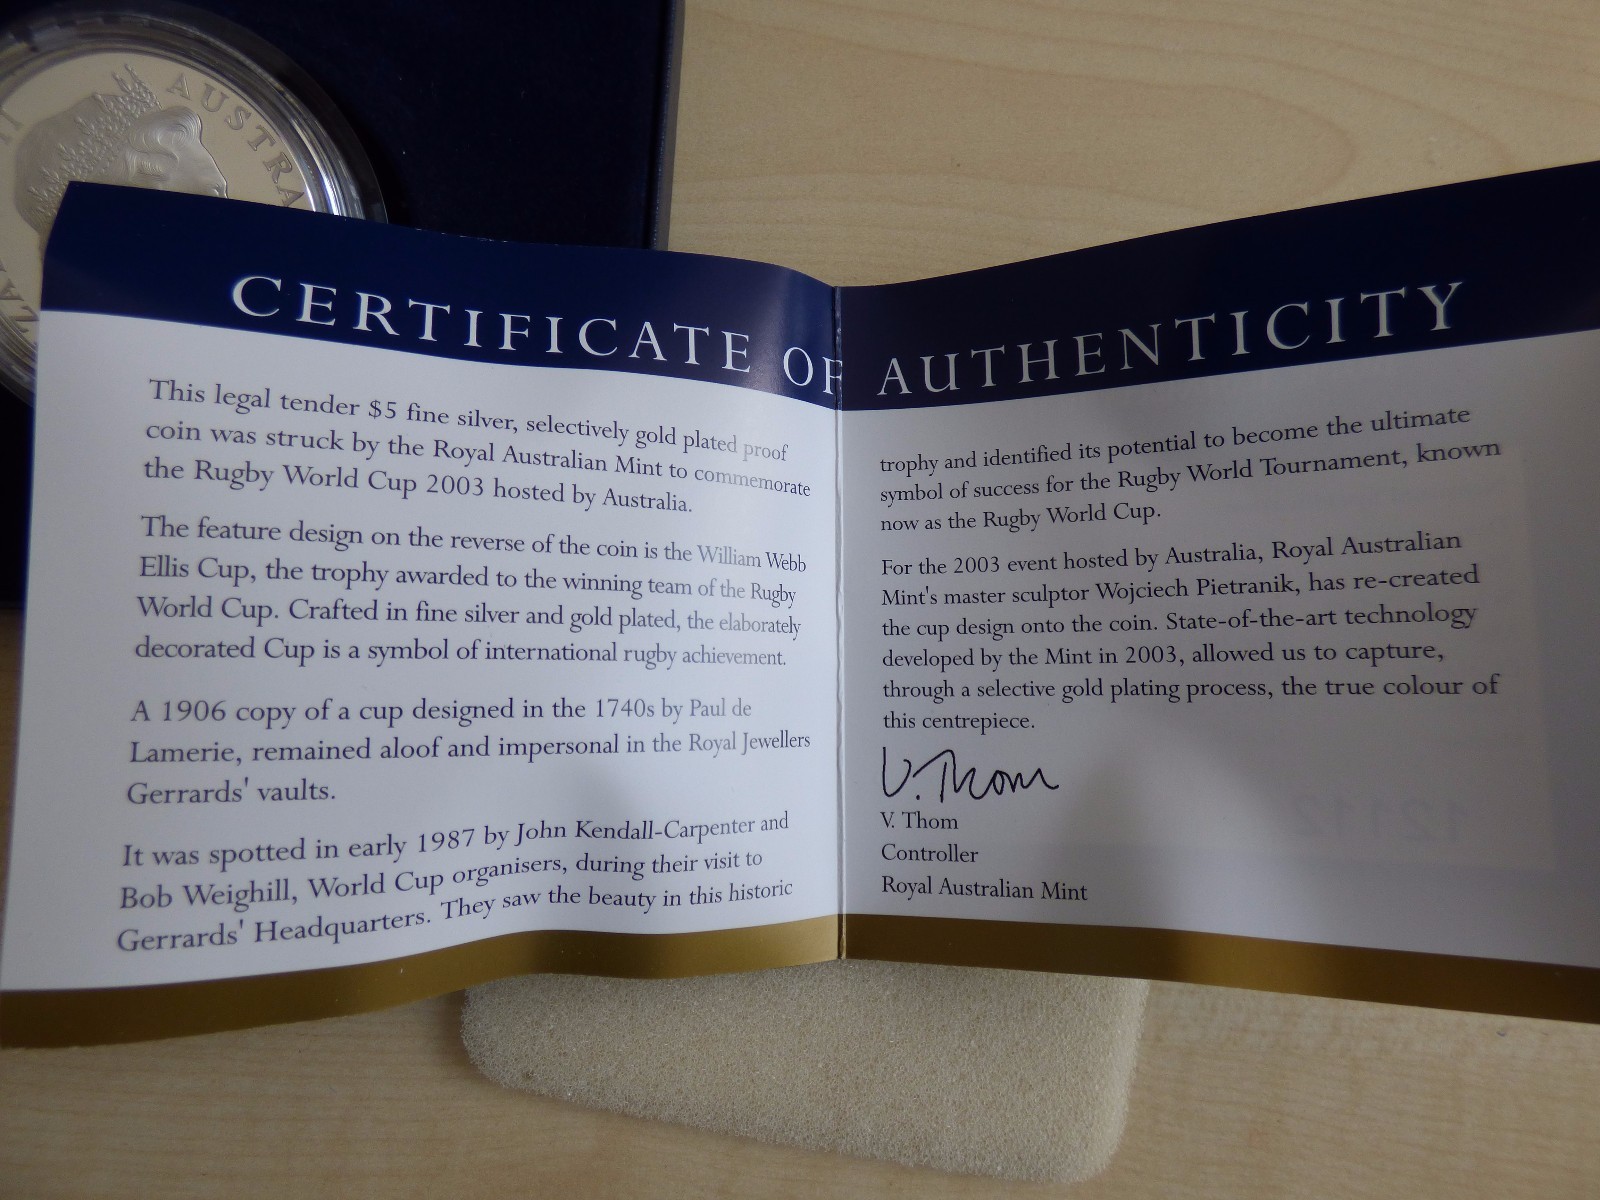 AUSTRA
CERTIFICATE OF AUTHENTICITY
This legal tender $5 fine silver, selectively gold plated proof
coin was struck by the Royal Australian Mint to commemorate
the Rugby World Cup 2003 hosted by Australia.
The feature design on the reverse of the coin is the William Webb
Ellis Cup, the trophy awarded to the winning team of the Rugby
World Cup. Crafted in fine silver and gold plated, the elaborately
decorated Cup is a symbol of international rugby achievement.
A 1906 copy of a cup designed in the 1740s by Paul de
Lamerie, remained aloof and impersonal in the Royal Jewellers
Gerrards' vaults.
It was spotted in early 1987 by John Kendall-Carpenter and
Bob Weighill, World Cup organisers, during their visit to
Gerrards' Headquarters. They saw the beauty in this historic
trophy and identified its potential to become the ultimate
symbol of success for the Rugby World Tournament, known
now as the Rugby World Cup.
For the 2003 event hosted by Australia, Royal Australian
Mint's master sculptor Wojciech Pietranik, has re-created
the cup design onto the coin. State-of-the-art technology
developed by the Mint in 2003, allowed us to capture,
through a selective gold plating process, the true colour of
this centrepiece.
V. Thom
V. Thom
Controller
Royal Australian Mint